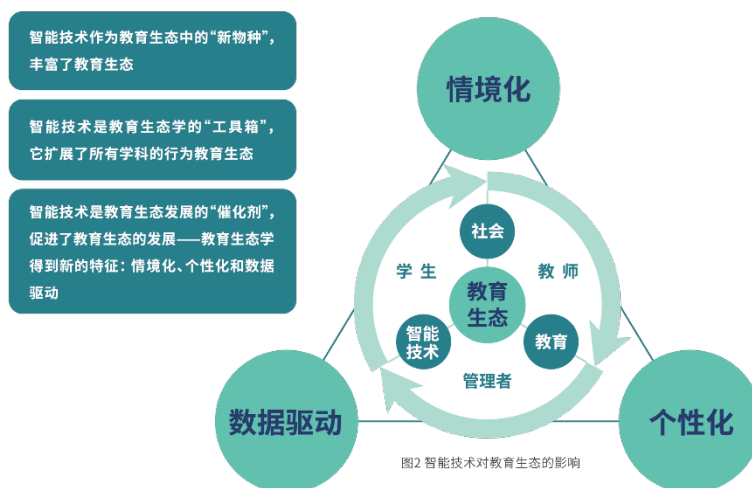 智能技术作为教育生态中的“新物种”，
丰富了教育生态
智能技术是教育生态学的“工具箱”，
它扩展了所有学科的行为教育生态
智能技术是教育生态发展的“催化剂”，
促进了教育生态的发展——教育生态学
得到新的特征：情境化、个性化和数据
驱动
情境化
社会
学生
教师
教育
生态
智能
技术
教育
管理者
数据驱动
个性化
图2 智能技术对教育生态的影响